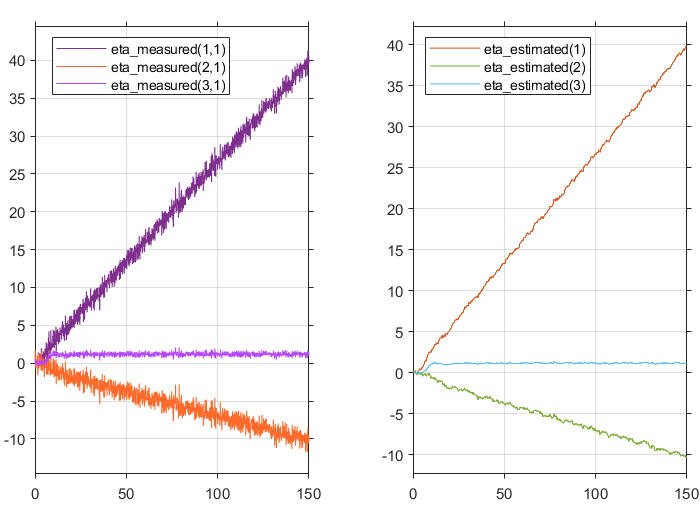 eta_measured(1,1)
eta_measured(2,1)
eta_measured(3,1)
40
35
30
25
20
15
10
5
0
-5
-10
0 50 100 150
eta_estimated(1)
eta_estimated(2)
eta_estimated(3)
40
35
30
25
20
15
10
5
0
-5
-10
0 50 100 150